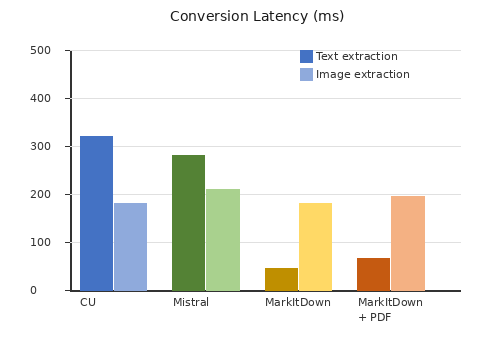 Conversion Latency (ms)
500
Text extraction
Image extraction
400
300
200
100
0
CU
Mistral
MarkItDown
MarkItDown
+ PDF